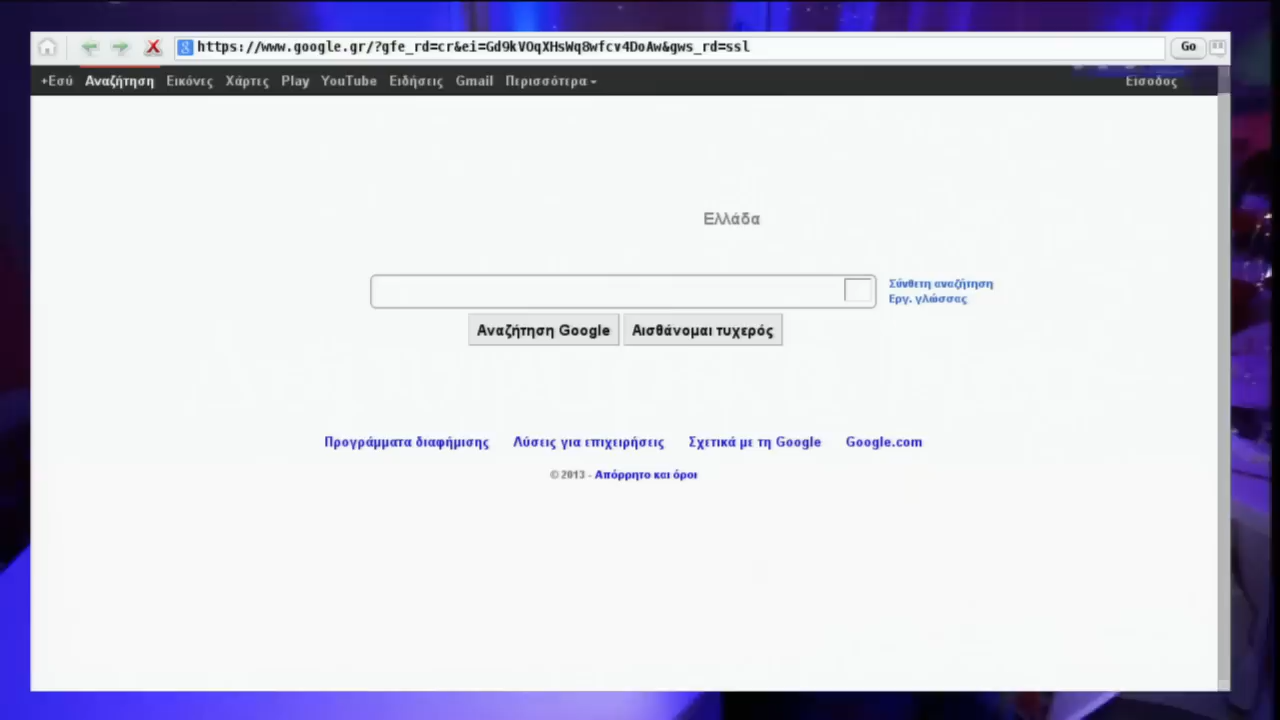 https://www.google.gr/?gfe_rd=cr&ei=Gd9kVOqXHsWq8wfcv4DoAw&gws_rd=ssl Go
+Εσύ Αναζήτηση Εικόνες Χάρτες Play YouTube Ειδήσεις Gmail Περισσότερα Είσοδος
Ελλάδα
Σύνθετη αναζήτηση
Εργ. γλώσσας
Αναζήτηση Google Αισθάνομαι τυχερός
Προγράμματα διαφήμισης Λύσεις για επιχειρήσεις Σχετικά με τη Google Google.com
© 2013 - Απόρρητο και όροι